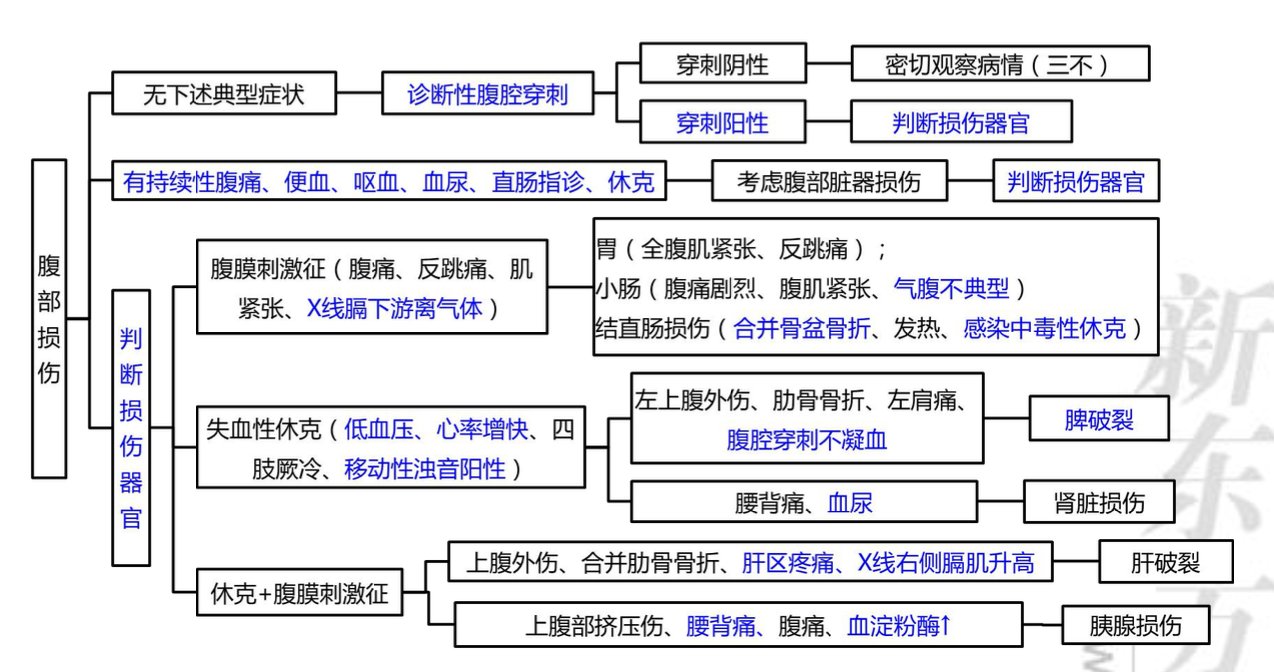 腹部损伤
无下述典型症状
诊断性腹腔穿刺
穿刺阴性
密切观察病情（三不）
穿刺阳性
判断损伤器官
有持续性腹痛、便血、呕血、血尿、直肠指诊、休克
考虑腹部脏器损伤
判断损伤器官
判断损伤器官
腹膜刺激征（腹痛、反跳痛、肌
紧张、X线膈下游离气体）
胃（全腹肌紧张、反跳痛）；
小肠（腹痛剧烈、腹肌紧张、气腹不典型）
结直肠损伤（合并骨盆骨折、发热、感染中毒性休克）
失血性休克（低血压、心率增快、四
肢厥冷、移动性浊音阳性）
左上腹外伤、肋骨骨折、左肩痛、
腹腔穿刺不凝血
脾破裂
腰背痛、血尿
肾脏损伤
休克+腹膜刺激征
上腹外伤、合并肋骨骨折、肝区疼痛、X线右侧膈肌升高
肝破裂
上腹部挤压伤、腰背痛、腹痛、血淀粉酶↑
胰腺损伤
新东方